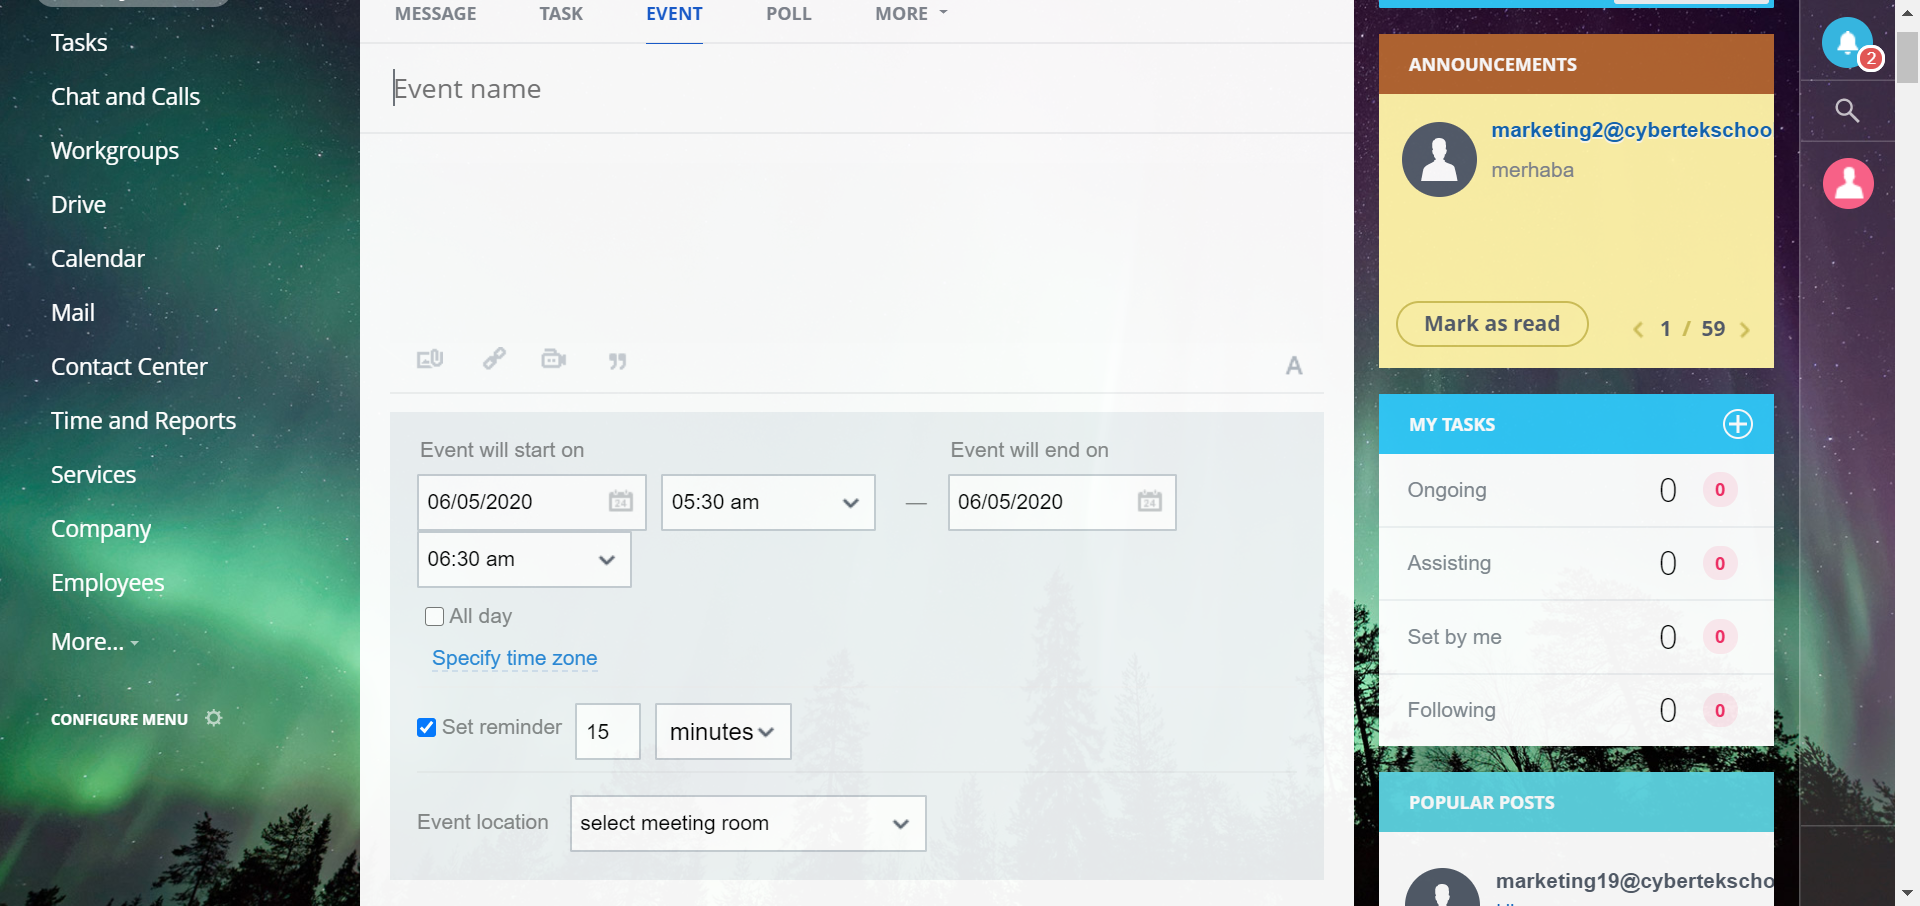 Tasks
Chat and Calls
Workgroups
Drive
Calendar
Mail
Contact Center
Time and Reports
Services
Company
Employees
More...
CONFIGURE MENU
MESSAGE TASK EVENT POLL MORE
Event name
A
Event will start on Event will end on
06/05/2020 24 05:30 am — 06/05/2020 24
06:30 am
All day
Specify time zone
Set reminder 15 minutes
Event location select meeting room
ANNOUNCEMENTS
marketing2@cybertekschoo
merhaba
Mark as read 1 / 59
MY TASKS
Ongoing 0 0
Assisting 0 0
Set by me 0 0
Following 0 0
POPULAR POSTS
marketing19@cybertekscho
2